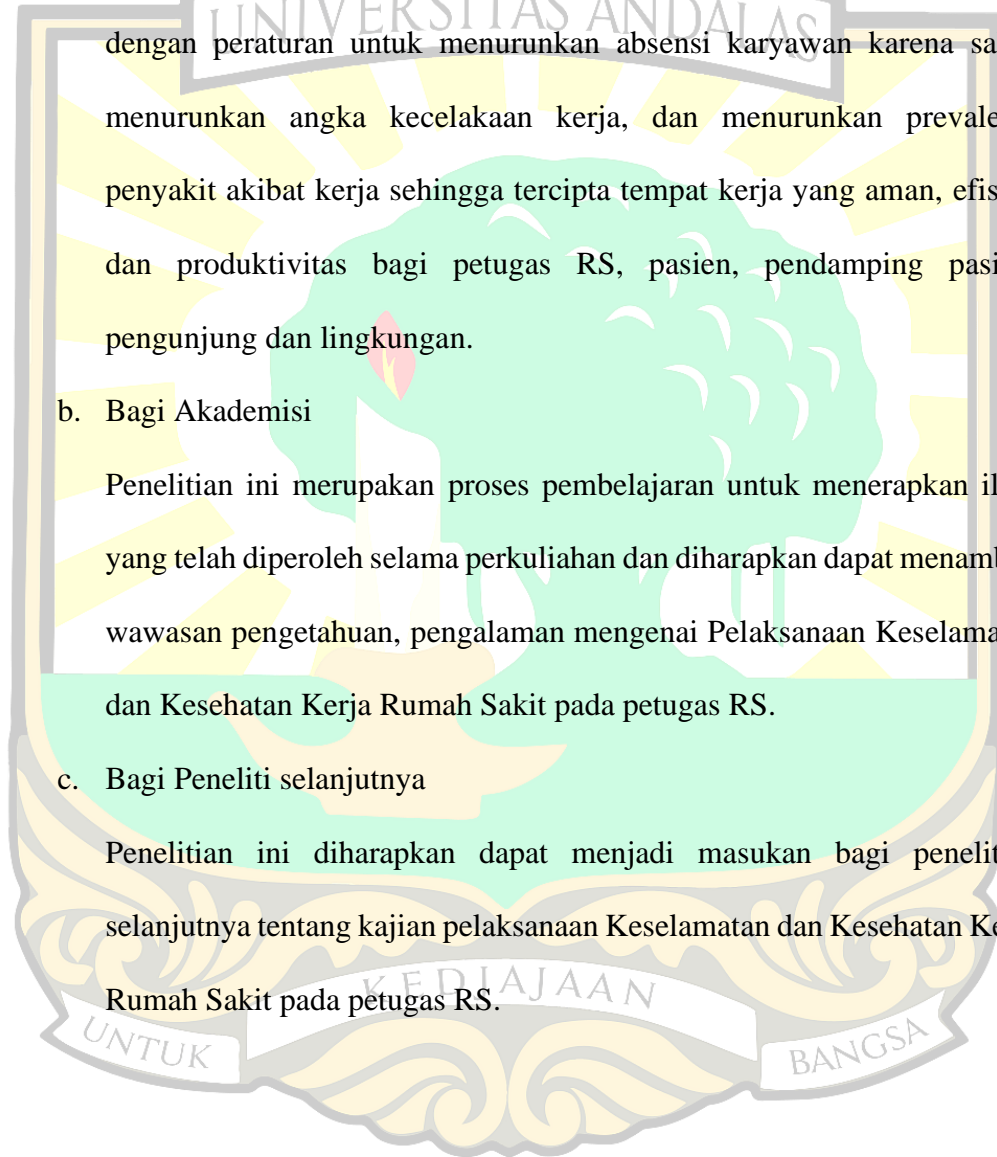 UNIVERSITAS ANDALAS
dengan peraturan untuk menurunkan absensi karyawan karena sa
menurunkan angka kecelakaan kerja, dan menurunkan prevale
penyakit akibat kerja sehingga tercipta tempat kerja yang aman, efis
dan produktivitas bagi petugas RS, pasien, pendamping pasi
pengunjung dan lingkungan.
b. Bagi Akademisi
Penelitian ini merupakan proses pembelajaran untuk menerapkan il
yang telah diperoleh selama perkuliahan dan diharapkan dapat menamb
wawasan pengetahuan, pengalaman mengenai Pelaksanaan Keselama
dan Kesehatan Kerja Rumah Sakit pada petugas RS.
c. Bagi Peneliti selanjutnya
Penelitian ini diharapkan dapat menjadi masukan bagi penelit
selanjutnya tentang kajian pelaksanaan Keselamatan dan Kesehatan Ke
Rumah Sakit pada petugas RS.
UNTUK KEDJAJAAN BANGSA